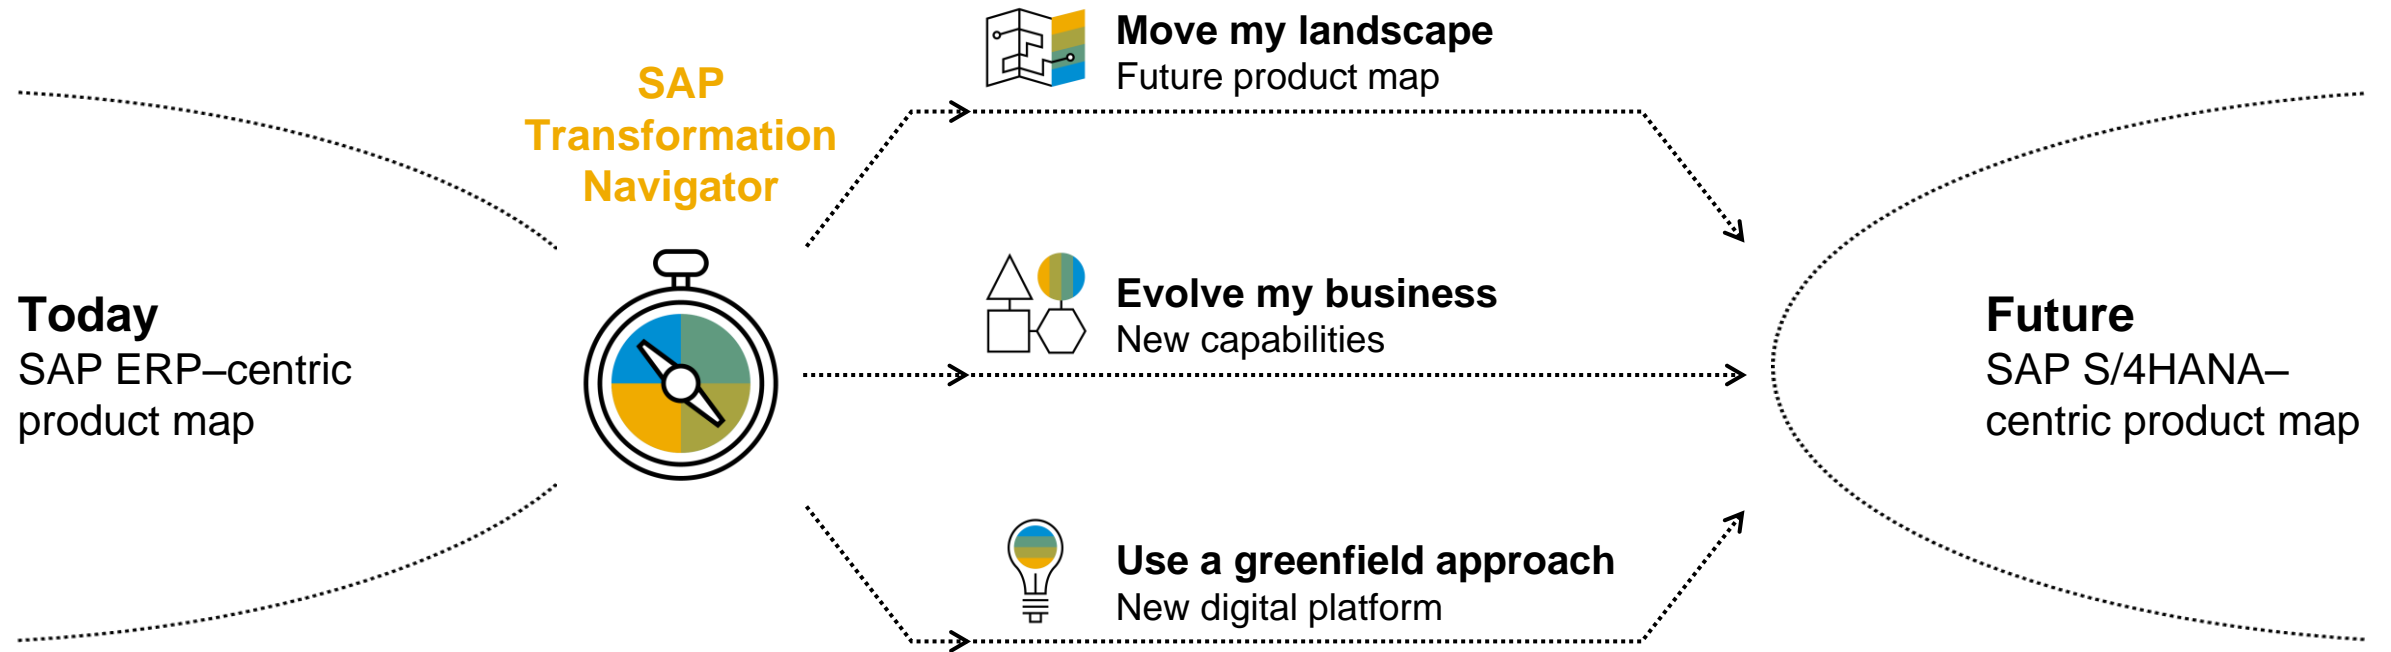 Today
SAP ERP–centric
product map
SAP
Transformation
Navigator
Move my landscape
Future product map
Evolve my business
New capabilities
Use a greenfield approach
New digital platform
Future
SAP S/4HANA–
centric product map